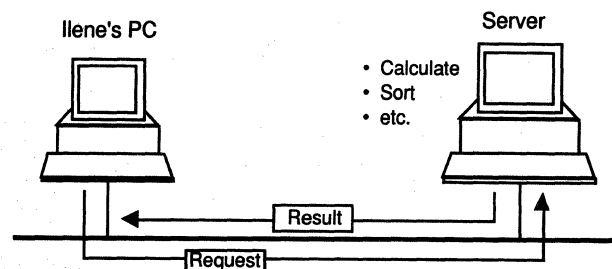 Ilene's PC
Server
• Calculate
• Sort
• etc.
Result
Request